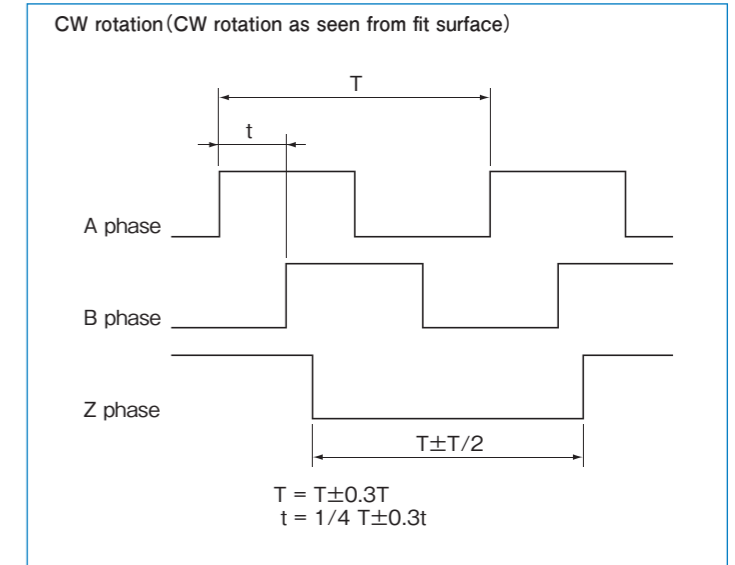 CW rotation(CW rotation as seen from fit surface)
T
t
A phase
B phase
Z phase
T±T/2
T = T±0.3T
t = 1/4 T±0.3t